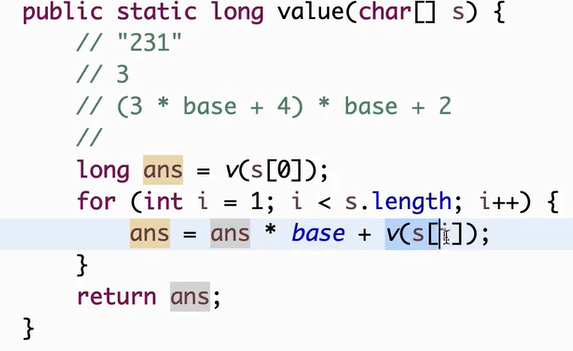 public static long value(char[] s) {
// "231"
// 3
// (3 * base + 4) * base + 2
//
long ans = v(s[0]);
for (int i = 1; i < s.length; i++) {
ans = ans * base + v(s[i]);
}
return ans;
}